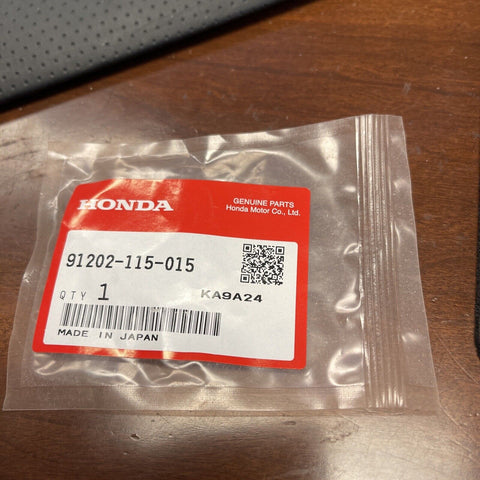 HONDA
GENUINE PARTS
Honda Motor Co., Ltd.
91202-115-015
QTY 1
KA9A24
MADE IN JAPAN